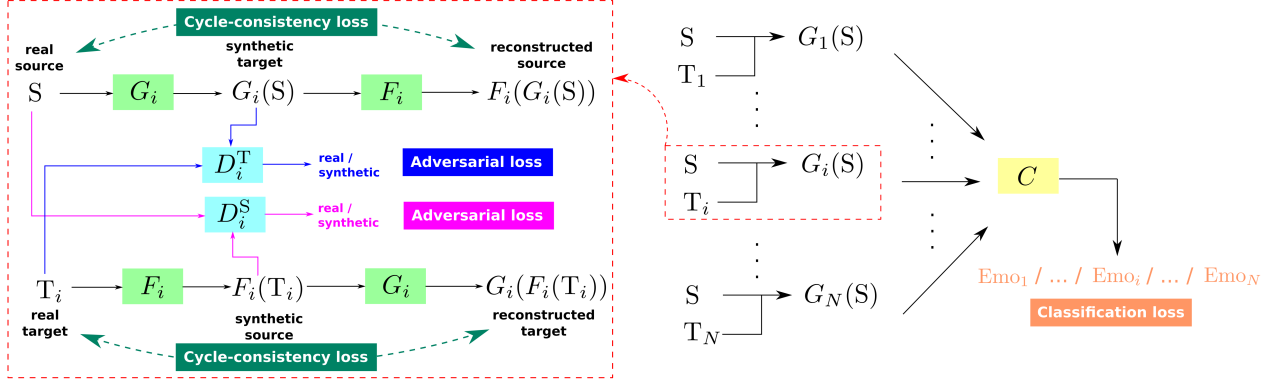 Cycle-consistency loss
real
source
synthetic
target
reconstructed
source
S G_i G_i(S) F_i F_i(G_i(S))
D_i^T
real /
synthetic
Adversarial loss
D_i^S
real /
synthetic
Adversarial loss
T_i F_i F_i(T_i) G_i G_i(F_i(T_i))
real
target
synthetic
source
reconstructed
target
Cycle-consistency loss
S G_1(S)
T_1
S G_i(S)
T_i
S G_N(S)
T_N
C
Emo_1 / ... / Emo_i / ... / Emo_N
Classification loss